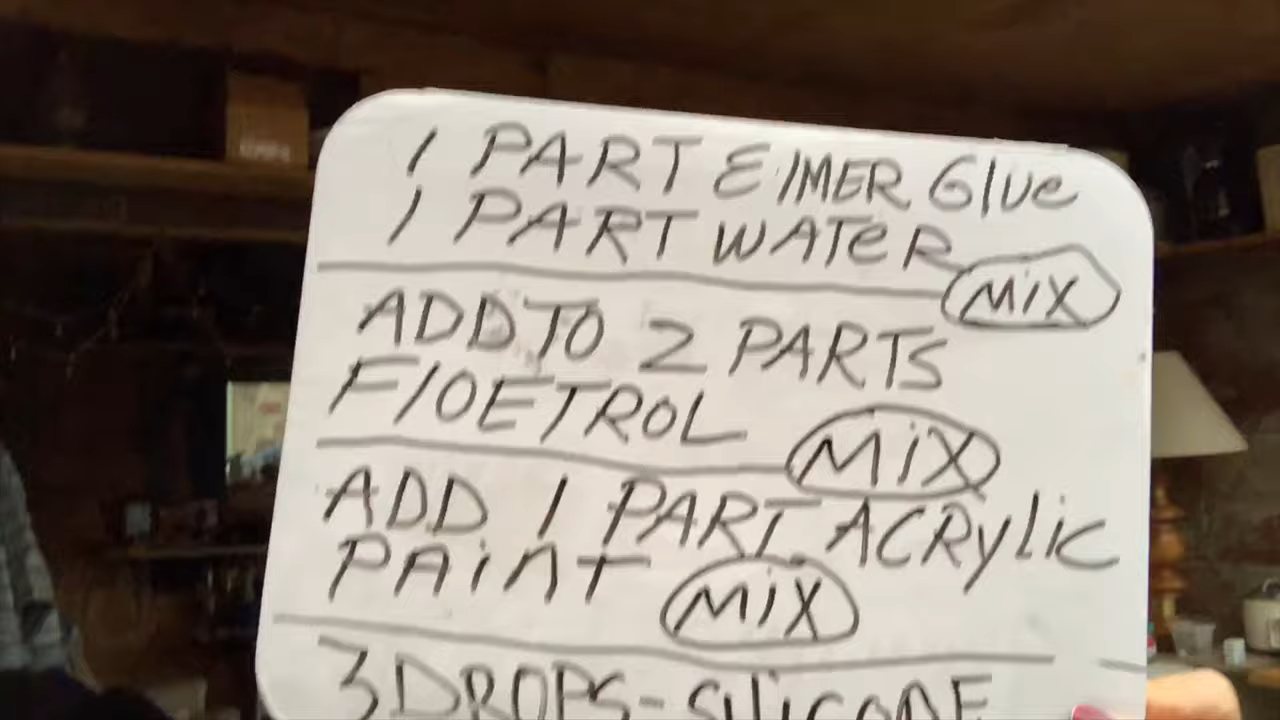 1 PART ElMER Glue
1 PART WATeR
MiX
ADD TO 2 PARTS
FlOETROL
MiX
ADD 1 PART ACRyLic
PAiNT
MiX
3 DROPS - SiliCONE